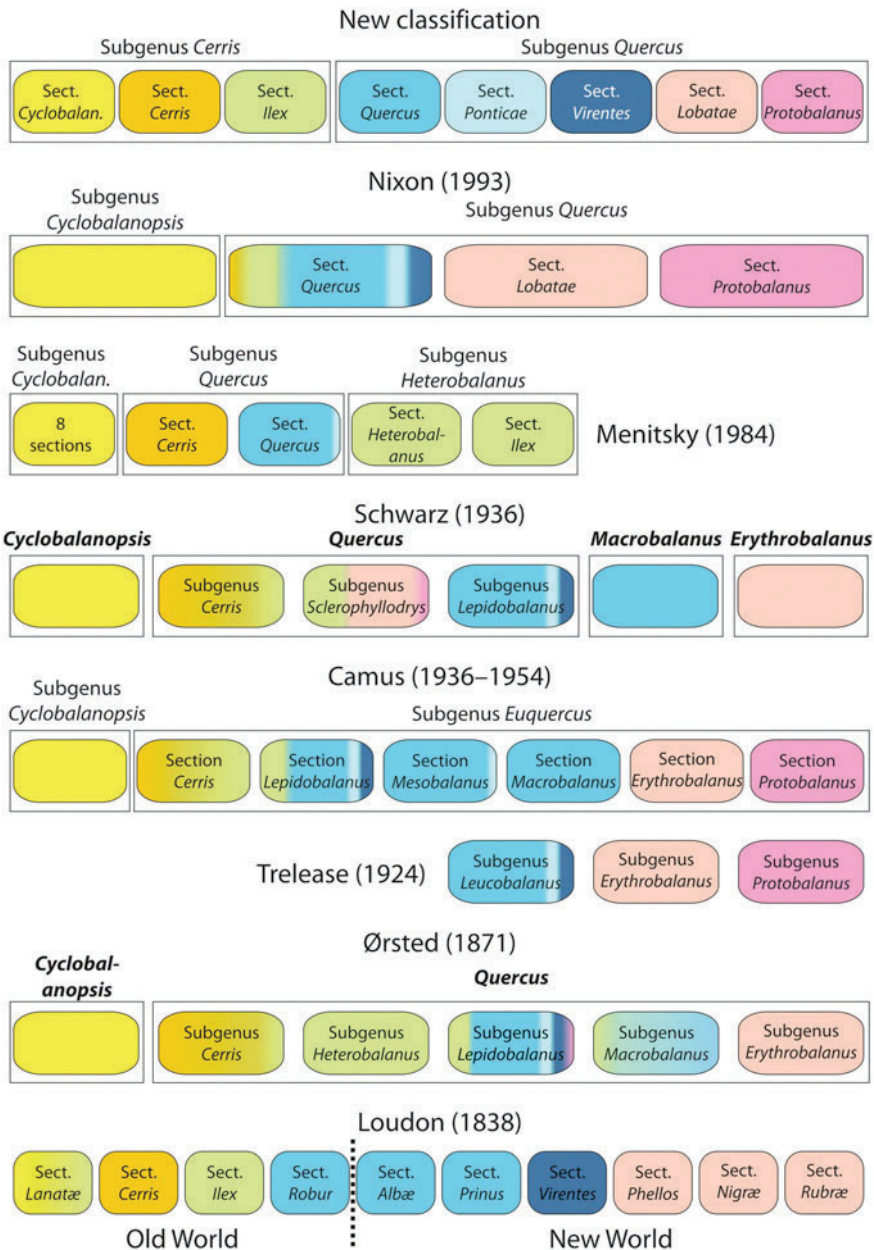 New classification
Subgenus Cerris
Subgenus Quercus
Sect.
Cyclobalan.
Sect.
Cerris
Sect.
Ilex
Sect.
Quercus
Sect.
Ponticae
Sect.
Virentes
Sect.
Lobatae
Sect.
Protobalanus
Nixon (1993)
Subgenus
Cyclobalanopsis
Subgenus Quercus
Sect.
Quercus
Sect.
Lobatae
Sect.
Protobalanus
Subgenus
Cyclobalan.
Subgenus
Quercus
Subgenus
Heterobalanus
8
sections
Sect.
Cerris
Sect.
Quercus
Sect.
Heterobal-
anus
Sect.
Ilex
Menitsky (1984)
Schwarz (1936)
Cyclobalanopsis
Quercus
Macrobalanus
Erythrobalanus
Subgenus
Cerris
Subgenus
Sclerophyllodrys
Subgenus
Lepidobalanus
Camus (1936–1954)
Subgenus
Cyclobalanopsis
Subgenus Euquercus
Section
Cerris
Section
Lepidobalanus
Section
Mesobalanus
Section
Macrobalanus
Section
Erythrobalanus
Section
Protobalanus
Trelease (1924)
Subgenus
Leucobalanus
Subgenus
Erythrobalanus
Subgenus
Protobalanus
Ørsted (1871)
Cyclobal-
anopsis
Quercus
Subgenus
Cerris
Subgenus
Heterobalanus
Subgenus
Lepidobalanus
Subgenus
Macrobalanus
Subgenus
Erythrobalanus
Loudon (1838)
Sect.
Lanatæ
Sect.
Cerris
Sect.
Ilex
Sect.
Robur
Sect.
Albæ
Sect.
Prinus
Sect.
Virentes
Sect.
Phellos
Sect.
Nigræ
Sect.
Rubræ
Old World
New World